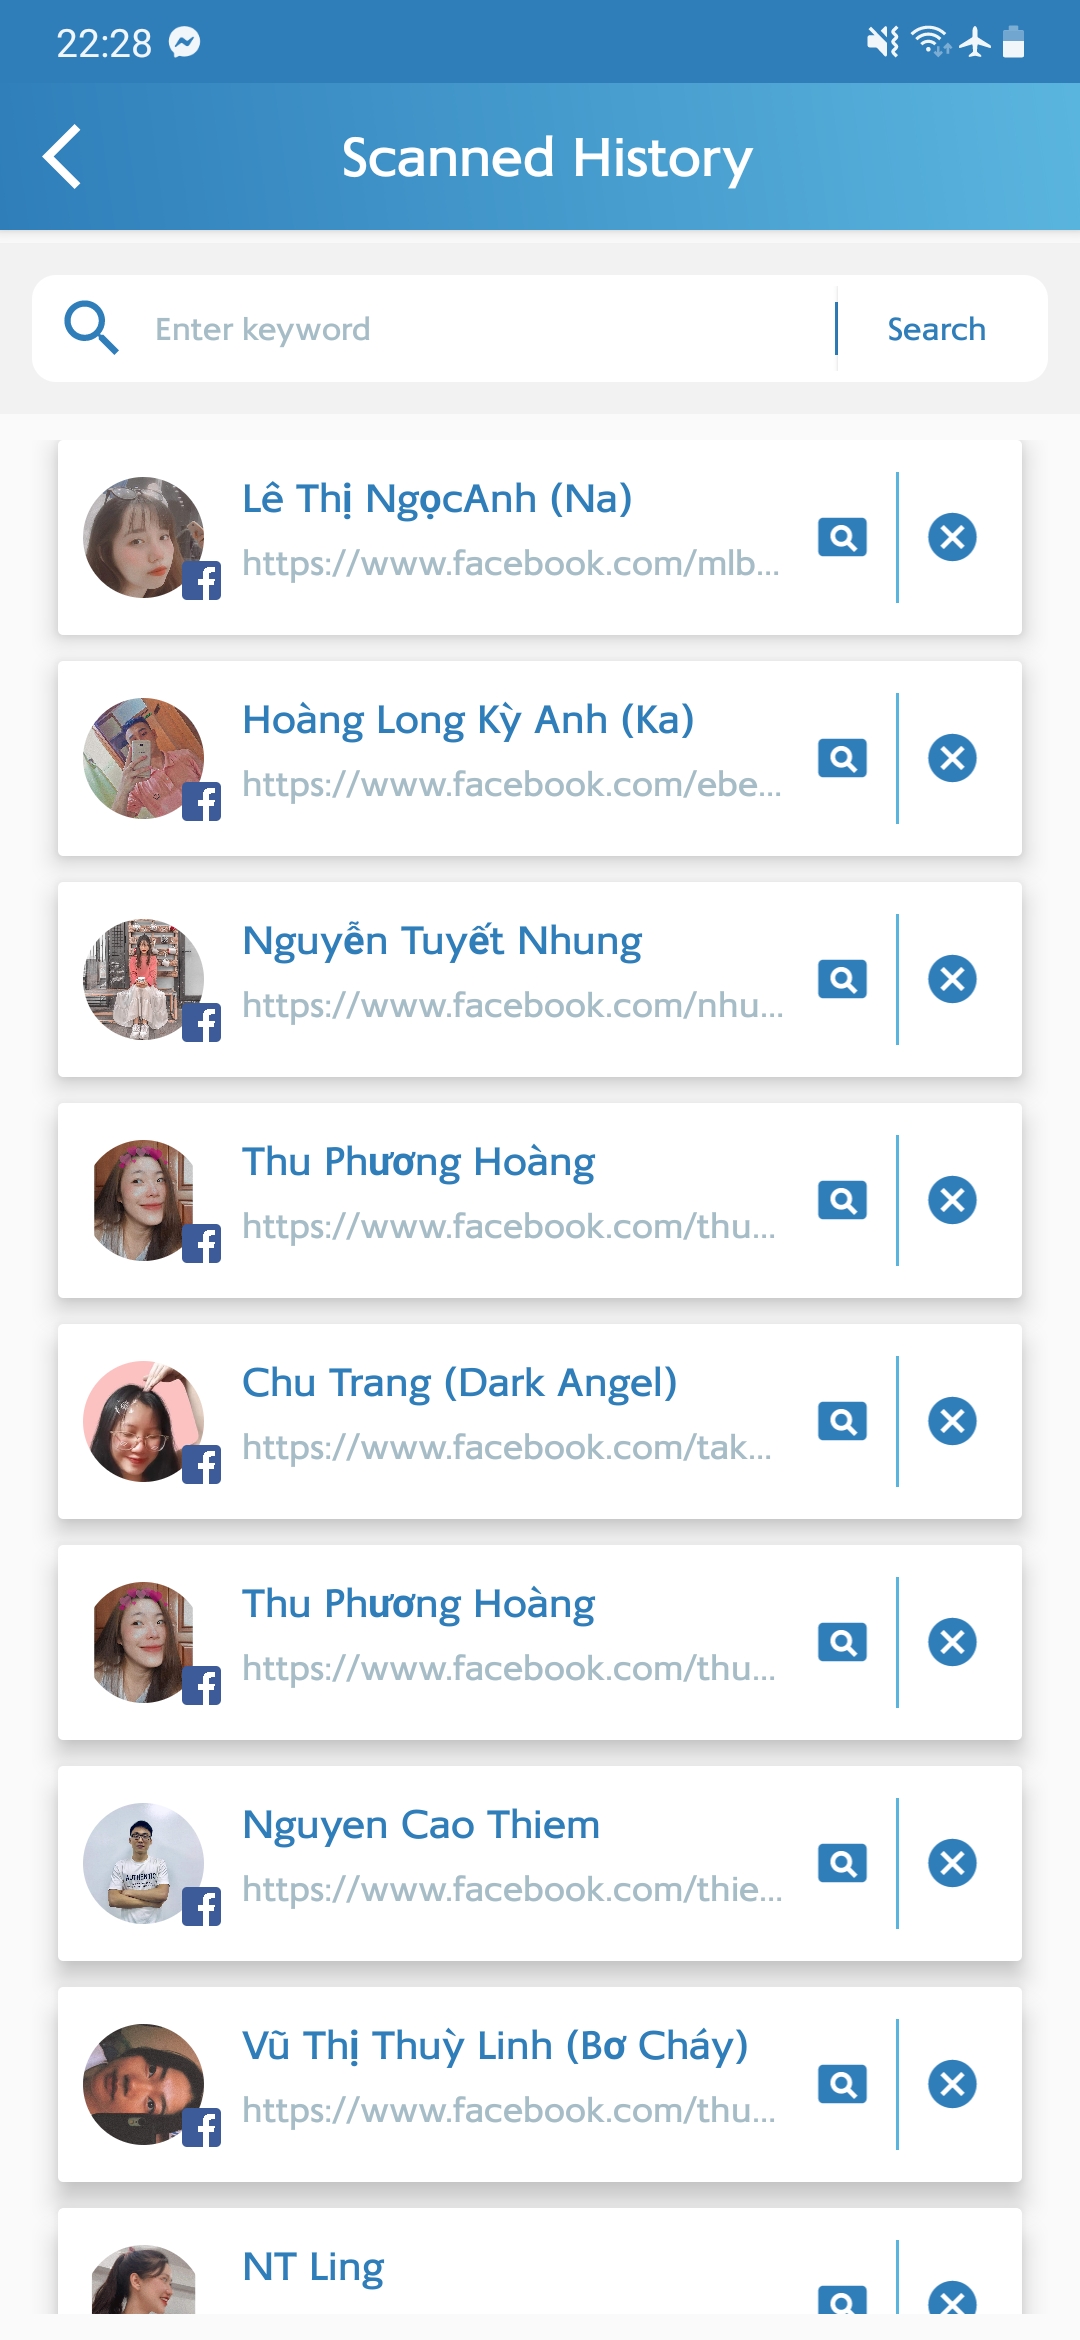 22:28
Scanned History
Enter keyword
Search
Lê Thị NgọcAnh (Na)
https://www.facebook.com/mlb...
Hoàng Long Kỳ Anh (Ka)
https://www.facebook.com/ebe...
Nguyễn Tuyết Nhung
https://www.facebook.com/nhu...
Thu Phương Hoàng
https://www.facebook.com/thu...
Chu Trang (Dark Angel)
https://www.facebook.com/tak...
Thu Phương Hoàng
https://www.facebook.com/thu...
Nguyen Cao Thiem
https://www.facebook.com/thie...
Vũ Thị Thuỳ Linh (Bơ Cháy)
https://www.facebook.com/thu...
NT Ling